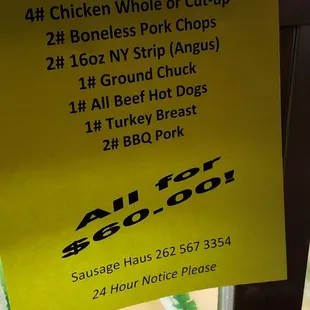 4# Chicken Whole or Cut-up
2# Boneless Pork Chops
2# 16oz NY Strip (Angus)
1# Ground Chuck
1# All Beef Hot Dogs
1# Turkey Breast
2# BBQ Pork
All for
$60.00!
Sausage Haus 262 567 3354
24 Hour Notice Please